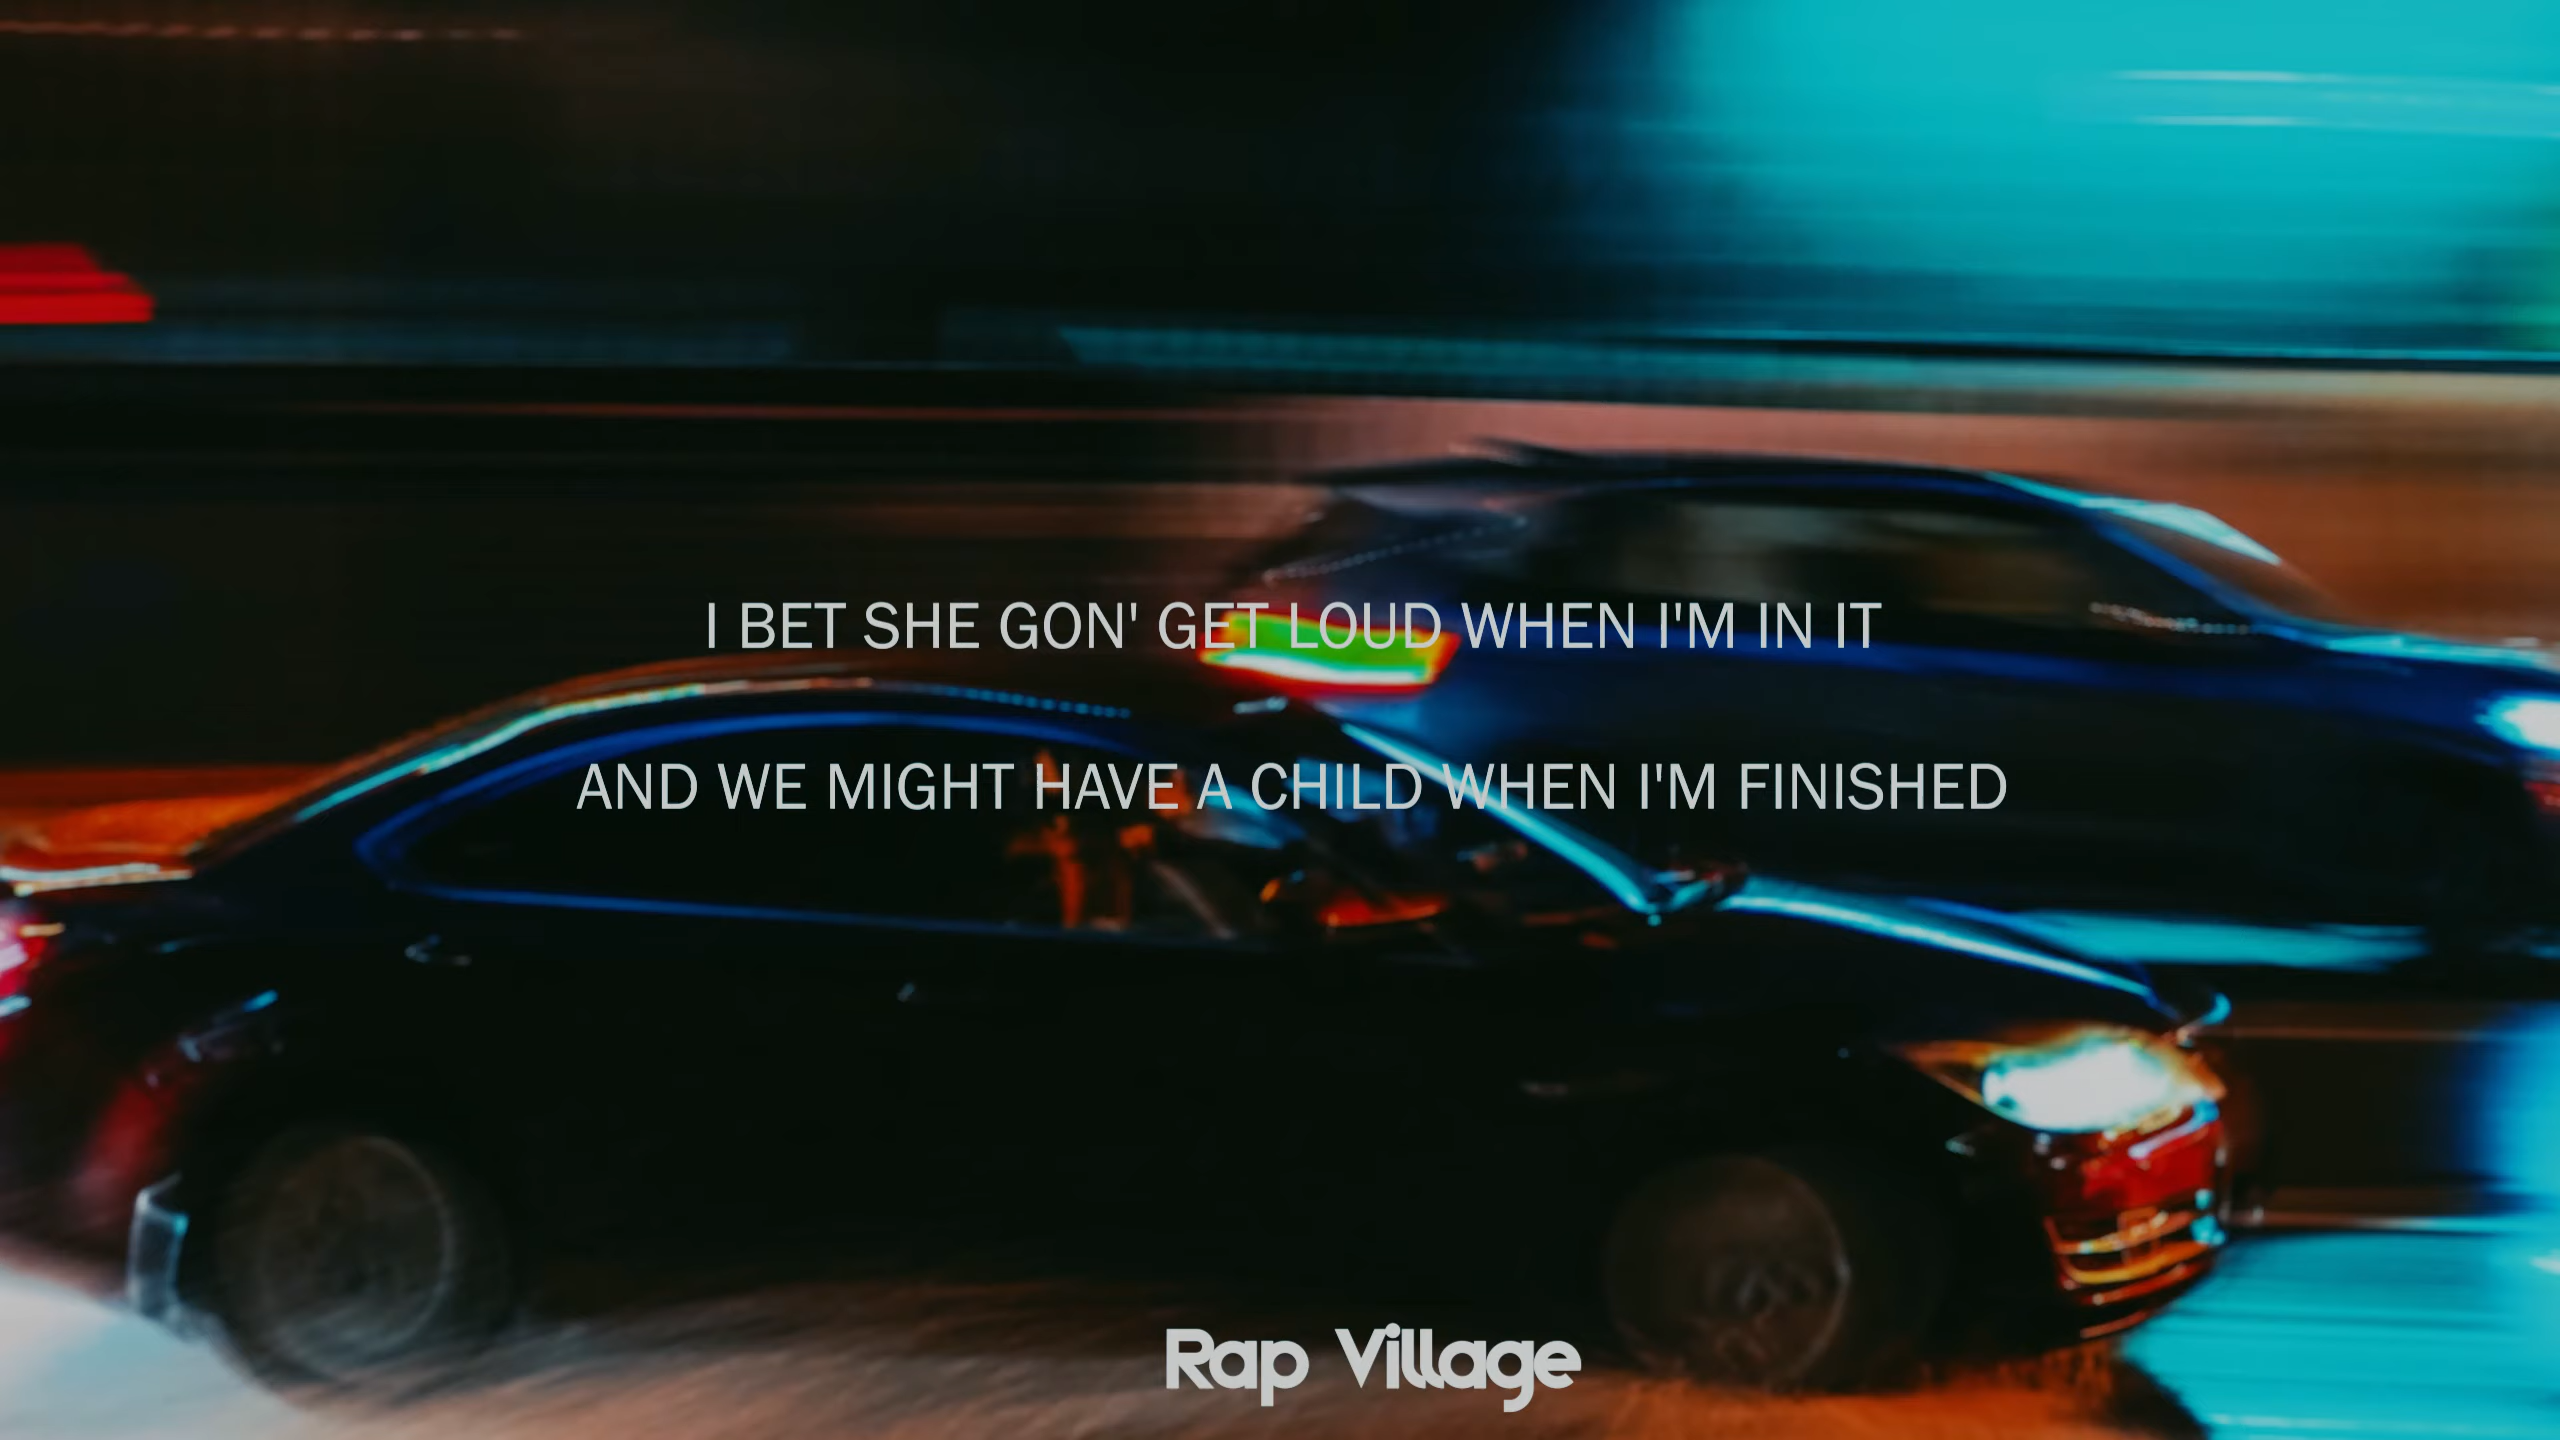 I BET SHE GON' GET LOUD WHEN I'M IN IT
AND WE MIGHT HAVE A CHILD WHEN I'M FINISHED
Rap Village